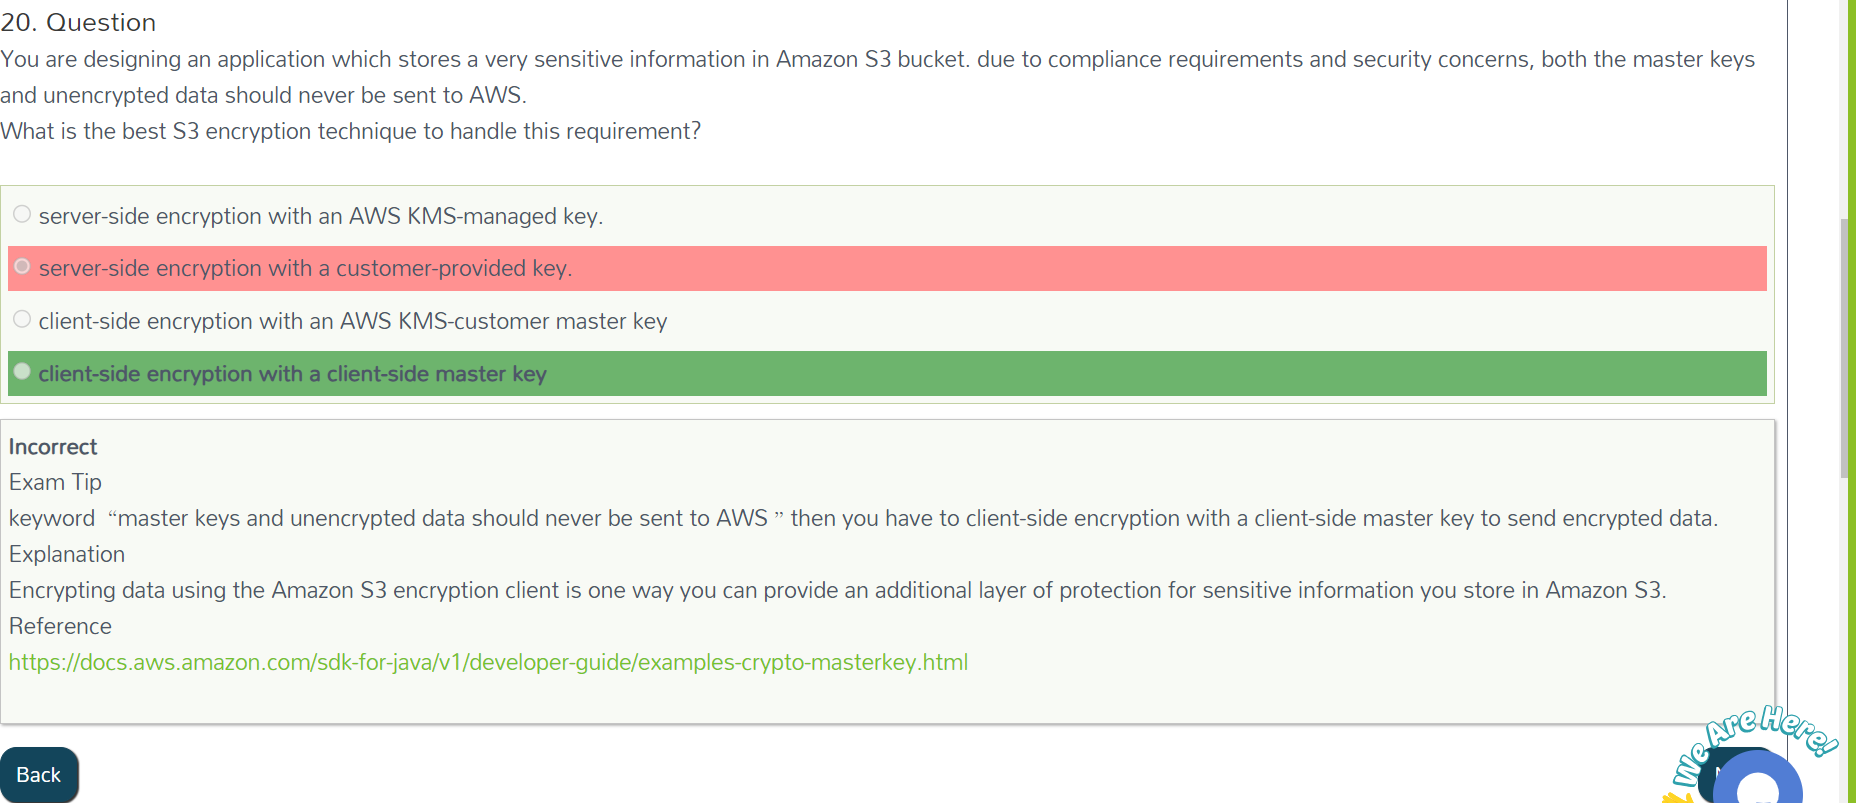 20. Question
You are designing an application which stores a very sensitive information in Amazon S3 bucket. due to compliance requirements and security concerns, both the master keys
and unencrypted data should never be sent to AWS.
What is the best S3 encryption technique to handle this requirement?
server-side encryption with an AWS KMS-managed key.
server-side encryption with a customer-provided key.
client-side encryption with an AWS KMS-customer master key
client-side encryption with a client-side master key
Incorrect
Exam Tip
keyword “master keys and unencrypted data should never be sent to AWS ” then you have to client-side encryption with a client-side master key to send encrypted data.
Explanation
Encrypting data using the Amazon S3 encryption client is one way you can provide an additional layer of protection for sensitive information you store in Amazon S3.
Reference
https://docs.aws.amazon.com/sdk-for-java/v1/developer-guide/examples-crypto-masterkey.html
We Are Here!
Back